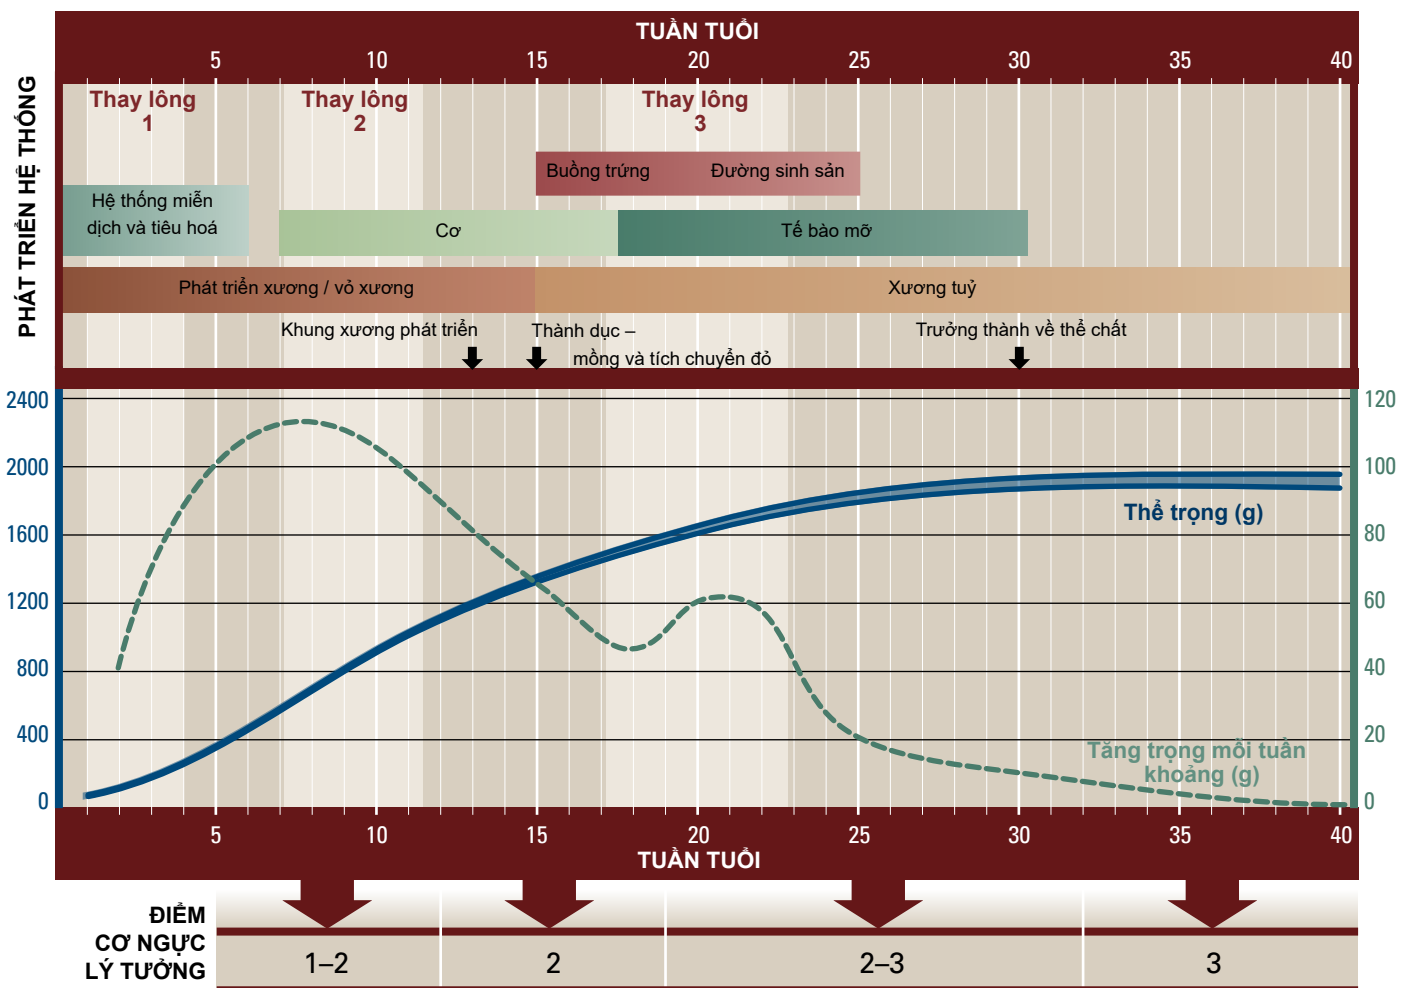 TUẦN TUỔI
5 10 15 20 25 30 35 40
PHÁT TRIỂN HỆ THỐNG
Thay lông
1
Thay lông
2
Thay lông
3
Buồng trứng Đường sinh sản
Hệ thống miễn
dịch và tiêu hoá
Cơ
Tế bào mỡ
Phát triển xương / vỏ xương
Xương tuỷ
Khung xương phát triển
Thành dục –
mồng và tích chuyển đỏ
Trưởng thành về thể chất
2400
2000
1600
1200
800
400
0
120
100
80
60
40
20
0
Thể trọng (g)
Tăng trọng mỗi tuần
khoảng (g)
5 10 15 20 25 30 35 40
TUẦN TUỔI
ĐIỂM
CƠ NGỰC
LÝ TƯỞNG
1–2
2
2–3
3